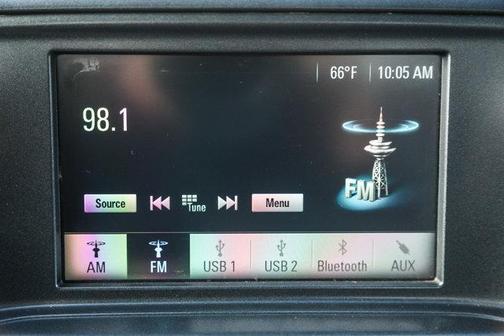 66°F 10:05 AM
98.1
FM
Source Tune Menu
AM FM USB 1 USB 2 Bluetooth AUX